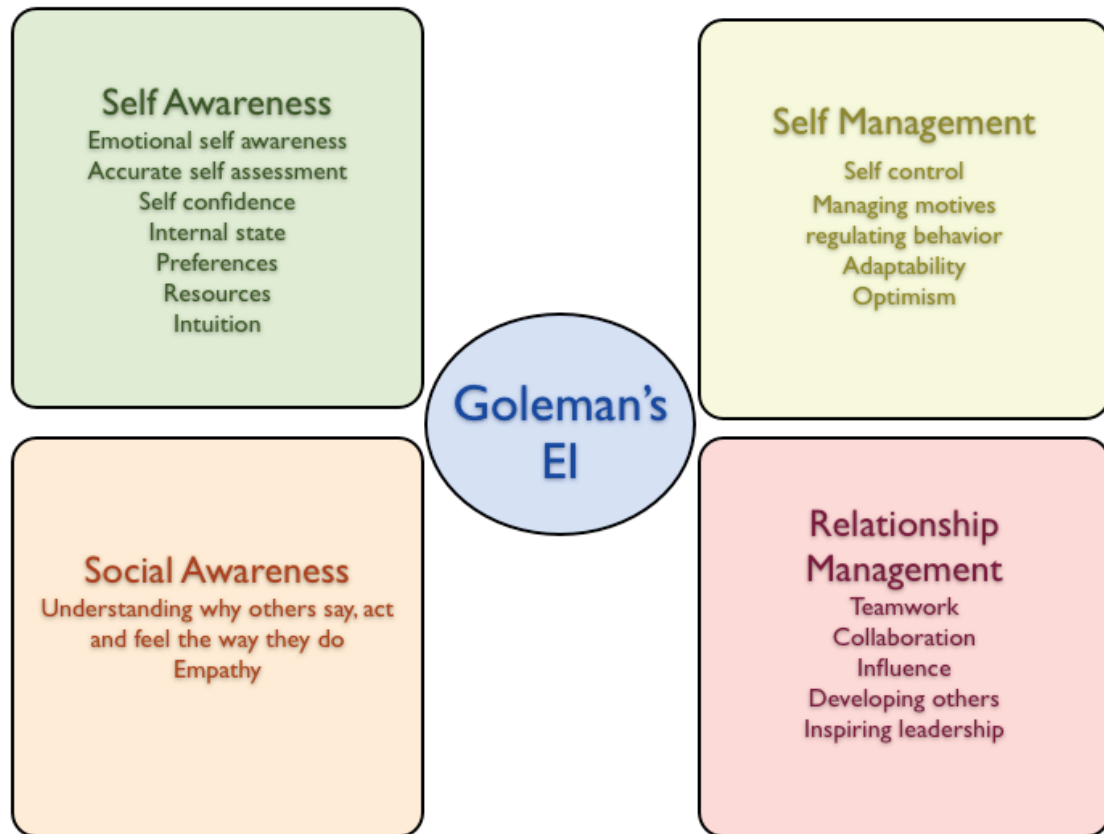 Self Awareness
Emotional self awareness
Accurate self assessment
Self confidence
Internal state
Preferences
Resources
Intuition
Self Management
Self control
Managing motives
regulating behavior
Adaptability
Optimism
Goleman’s
EI
Social Awareness
Understanding why others say, act
and feel the way they do
Empathy
Relationship
Management
Teamwork
Collaboration
Influence
Developing others
Inspiring leadership